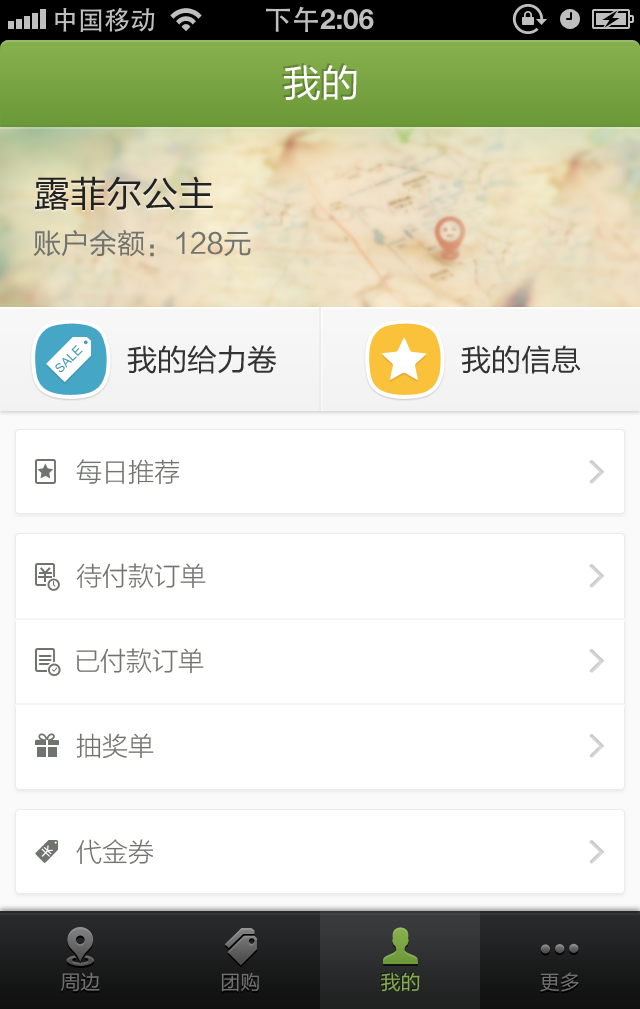 中国移动 下午2:06
我的
露菲尔公主
账户余额：128元
SALE 我的给力卷 我的信息
每日推荐
待付款订单
已付款订单
抽奖单
代金券
周边 团购 我的 更多